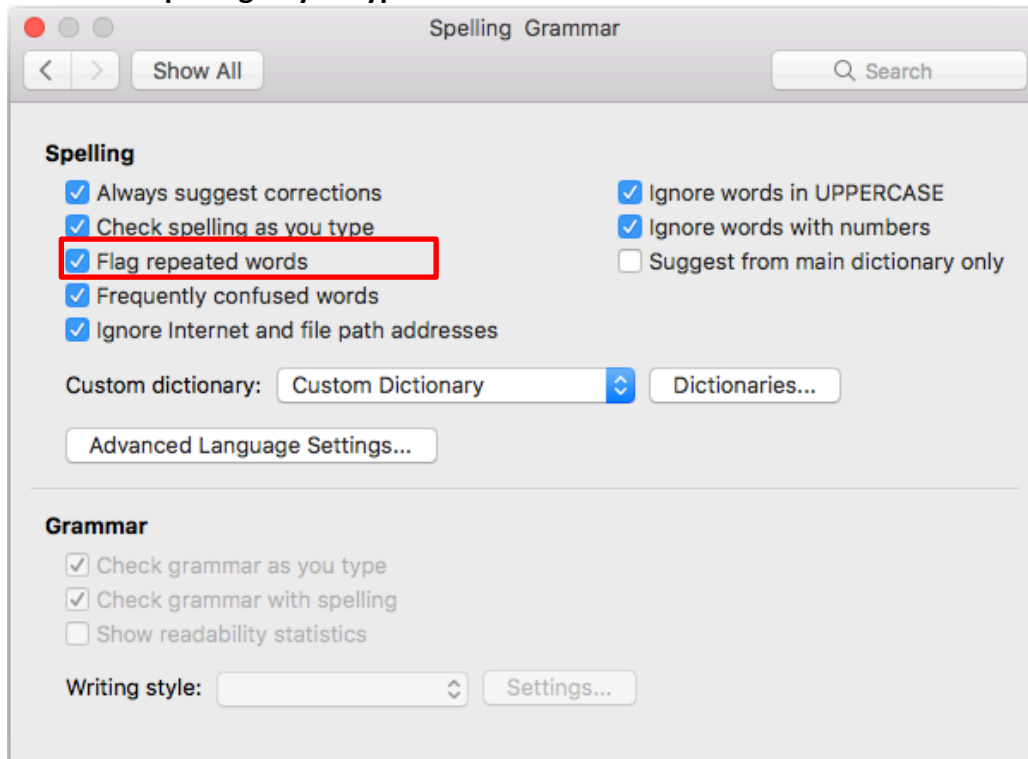 Spelling Grammar
Show All
Search
Spelling
Always suggest corrections
Ignore words in UPPERCASE
Check spelling as you type
Ignore words with numbers
Flag repeated words
Suggest from main dictionary only
Frequently confused words
Ignore Internet and file path addresses
Custom dictionary: Custom Dictionary Dictionaries...
Advanced Language Settings...
Grammar
Check grammar as you type
Check grammar with spelling
Show readability statistics
Writing style: Settings...